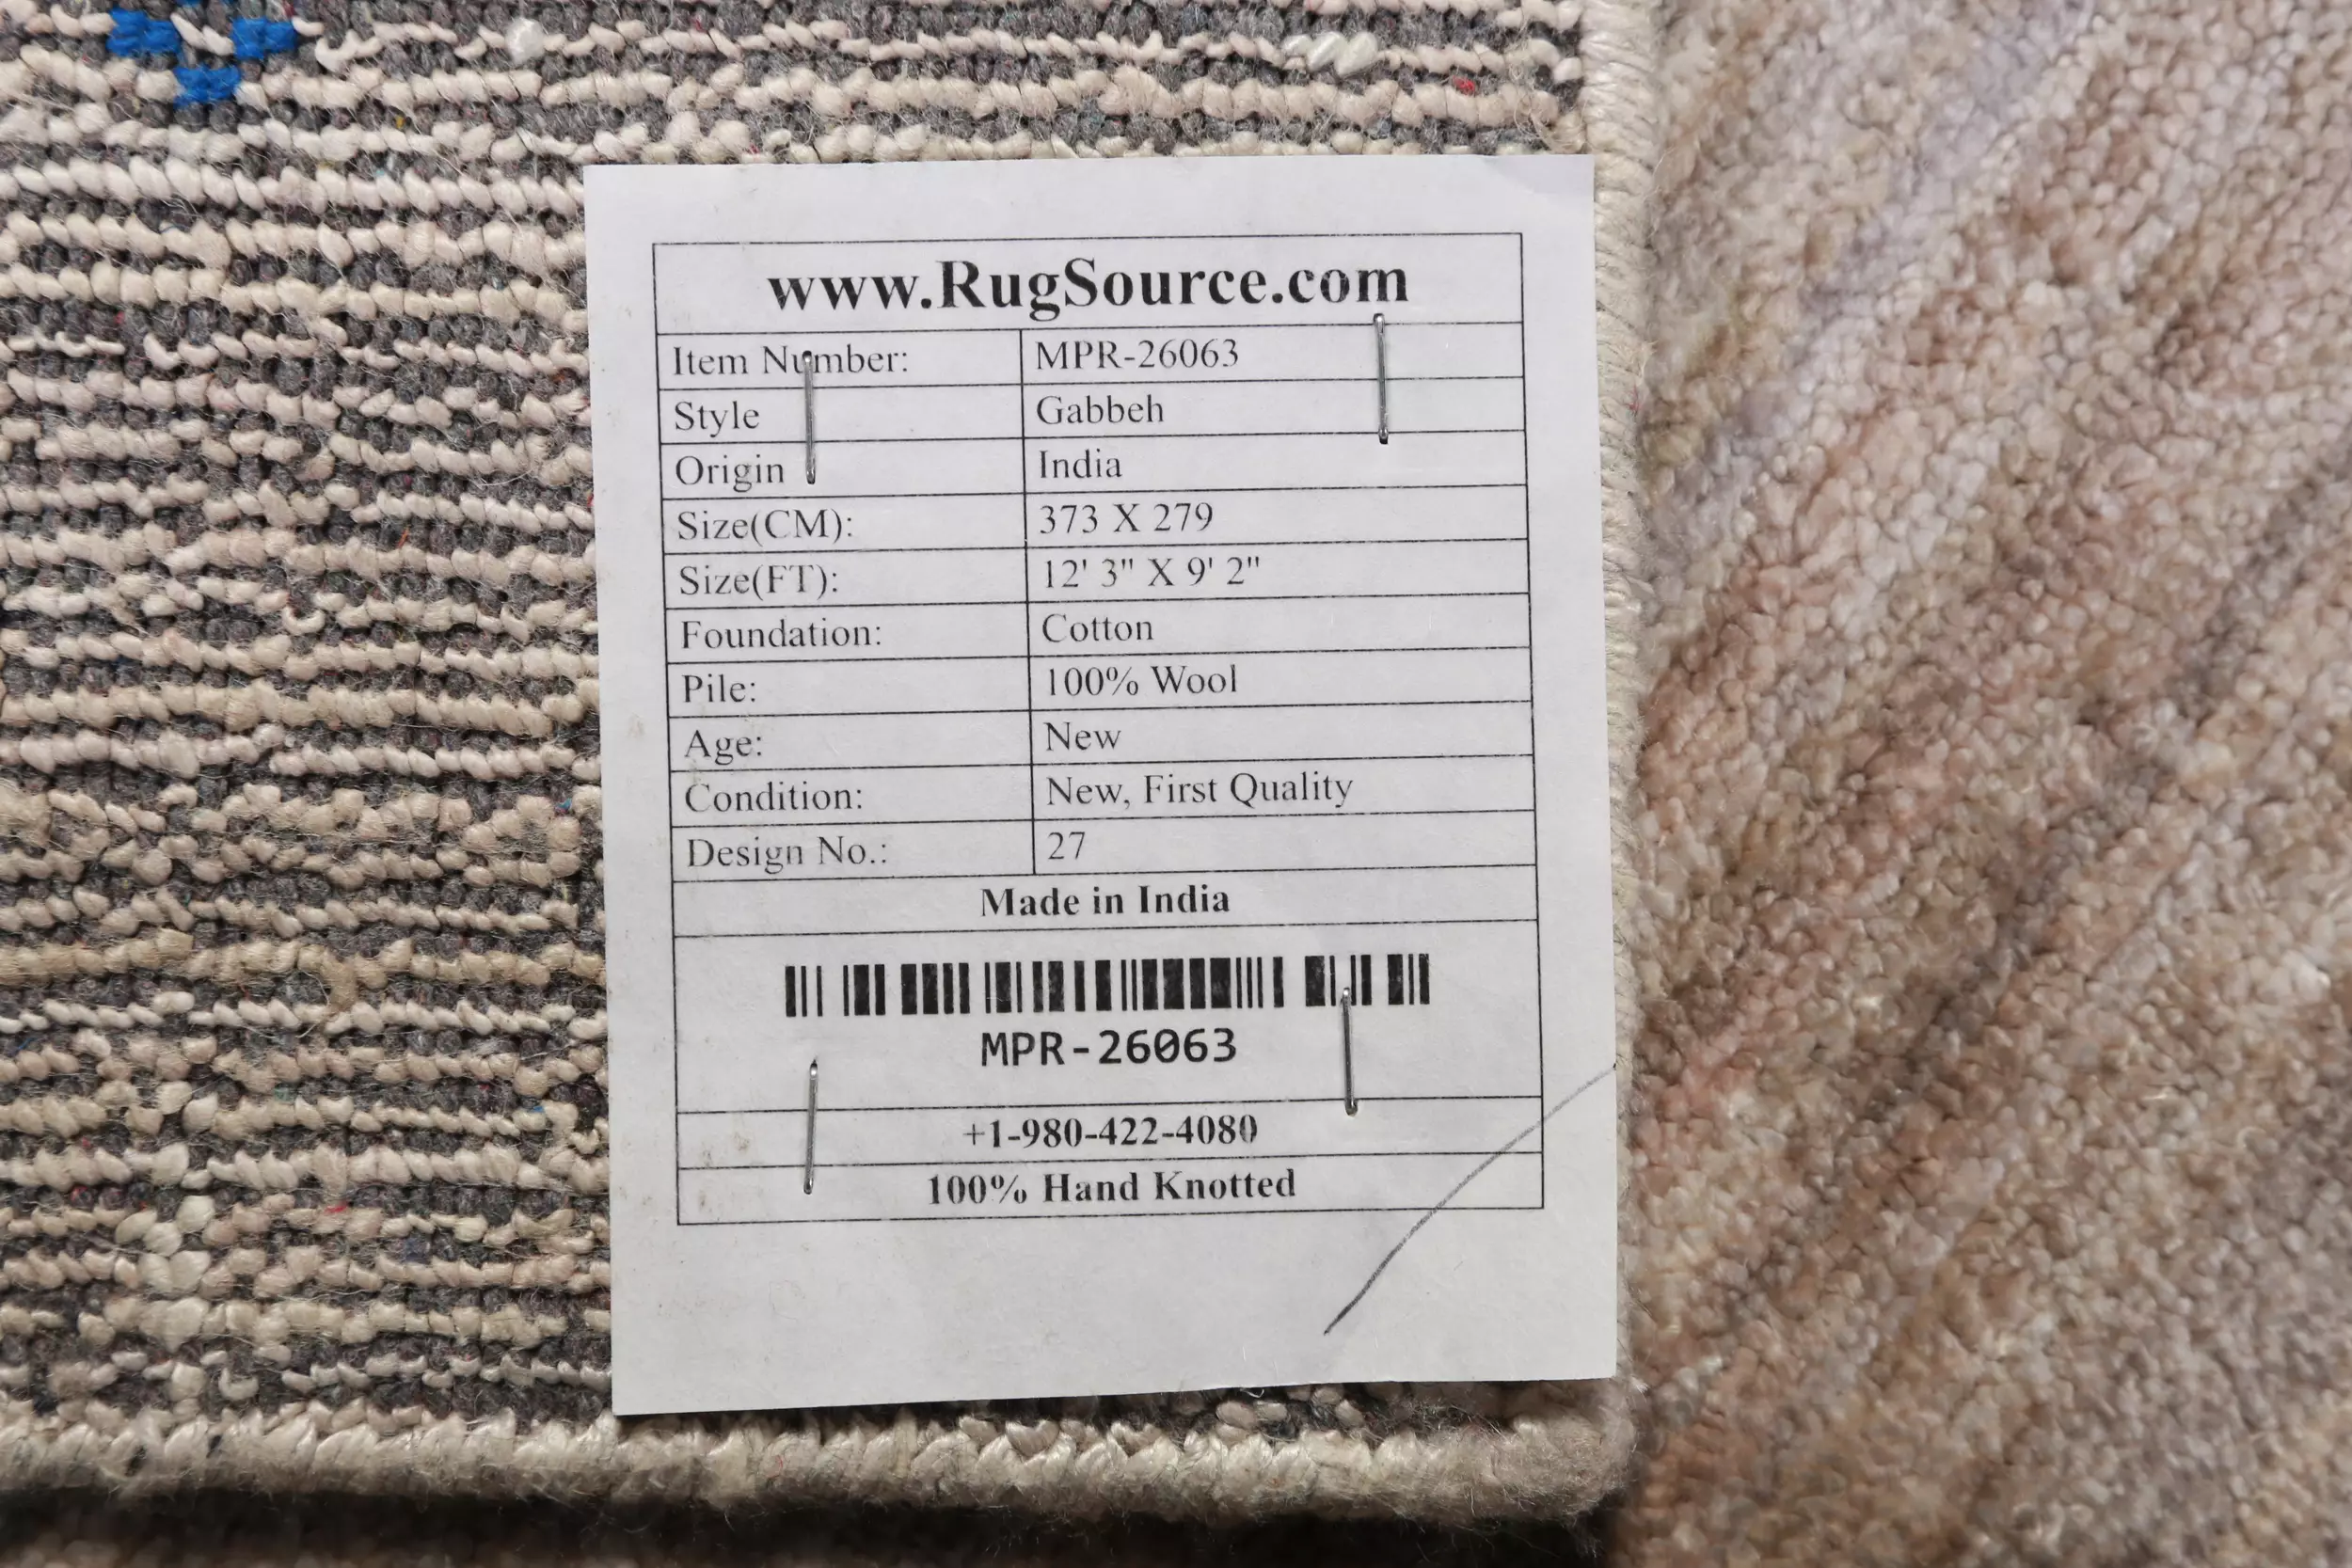 www.RugSource.com
Item Number: MPR-26063
Style Gabbeh
Origin India
Size(CM): 373 X 279
Size(FT): 12' 3" X 9' 2"
Foundation: Cotton
Pile: 100% Wool
Age: New
Condition: New, First Quality
Design No.: 27
Made in India
MPR-26063
+1-980-422-4080
100% Hand Knotted